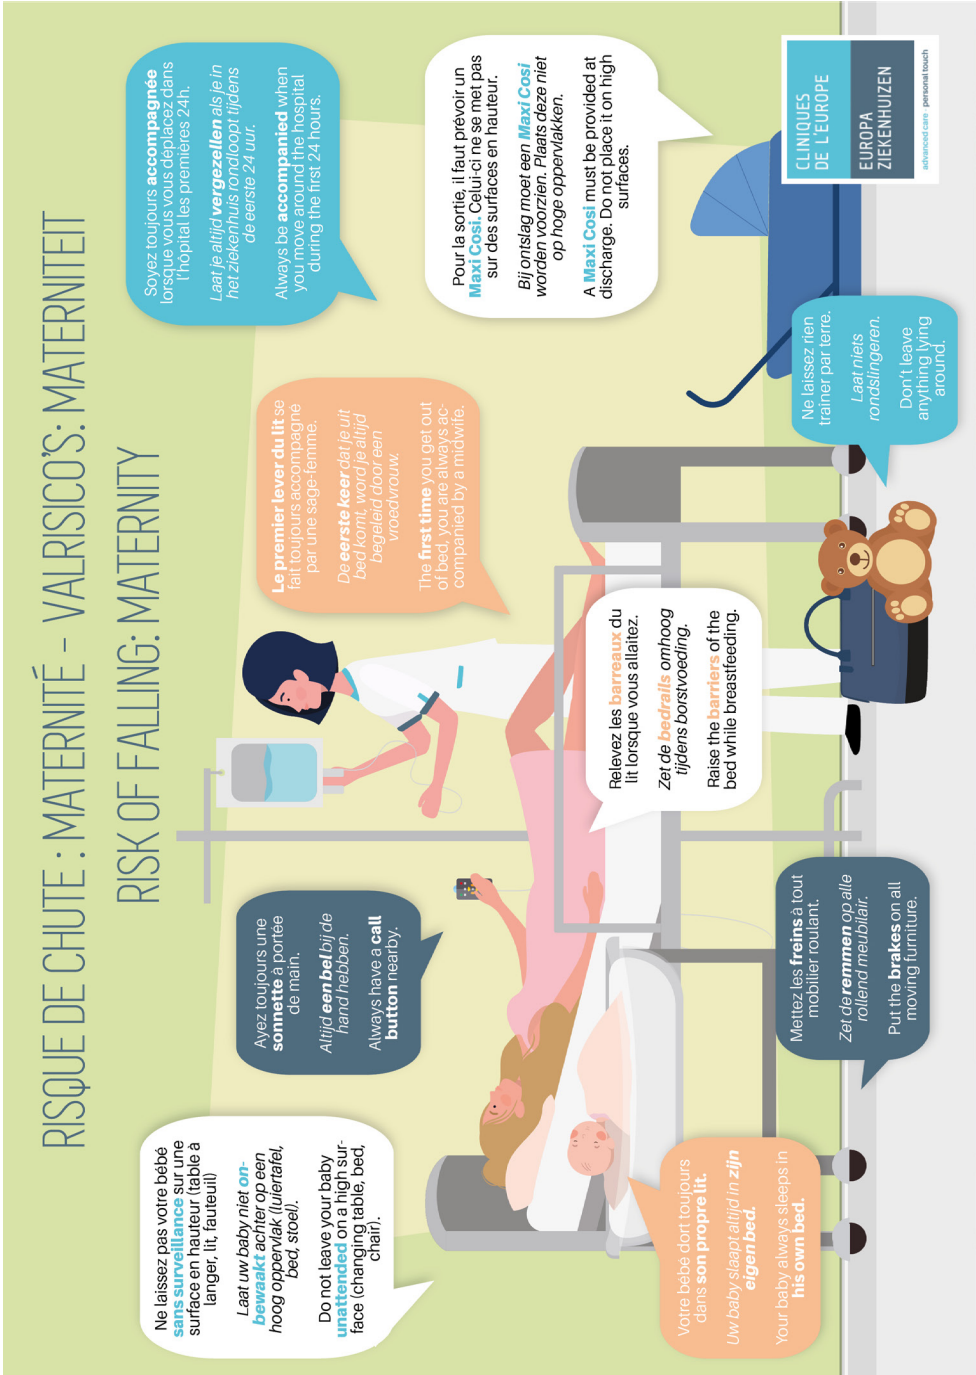 RISQUE DE CHUTE : MATERNITÉ - VALRISICO'S: MATERNITEIT
RISK OF FALLING: MATERNITY
Ne laissez pas votre bébé
sans surveillance sur une
surface en hauteur (table à
langer, lit, fauteuil)
Laat uw baby niet on-
bewaakt achter op een
hoog oppervlak (luiertafel,
bed, stoel).
Do not leave your baby
unattended on a high sur-
face (changing table, bed,
chair).
Ayez toujours une
sonnette à portée
de main.
Altijd een bel bij de
hand hebben.
Always have a call
button nearby.
Le premier lever du lit se
fait toujours accompagné
par une sage-femme.
De eerste keer dat je uit
bed komt, word je altijd
begeleid door een
vroedvrouw.
The first time you get out
of bed, you are always ac-
companied by a midwife.
Soyez toujours accompagnée
lorsque vous vous déplacez dans
l'hôpital les premières 24h.
Laat je altijd vergezellen als je in
het ziekenhuis rondloopt tijdens
de eerste 24 uur.
Always be accompanied when
you move around the hospital
during the first 24 hours.
Pour la sortie, il faut prévoir un
Maxi Cosi. Celui-ci ne se met pas
sur des surfaces en hauteur.
Bij ontslag moet een Maxi Cosi
worden voorzien. Plaats deze niet
op hoge oppervlakken.
A Maxi Cosi must be provided at
discharge. Do not place it on high
surfaces.
Relevez les barreaux du
lit lorsque vous allaitez.
Zet de bedrails omhoog
tijdens borstvoeding.
Raise the barriers of the
bed while breastfeeding.
Votre bébé dort toujours
dans son propre lit.
Uw baby slaapt altijd in zijn
eigen bed.
Your baby always sleeps in
his own bed.
Mettez les freins à tout
mobilier roulant.
Zet de remmen op alle
rollend meubilair.
Put the brakes on all
moving furniture.
Ne laissez rien
trainer par terre.
Laat niets
rondslingeren.
Don't leave
anything lying
around.
CLINIQUES
DE L'EUROPE
EUROPA
ZIEKENHUIZEN
advanced care · personal touch